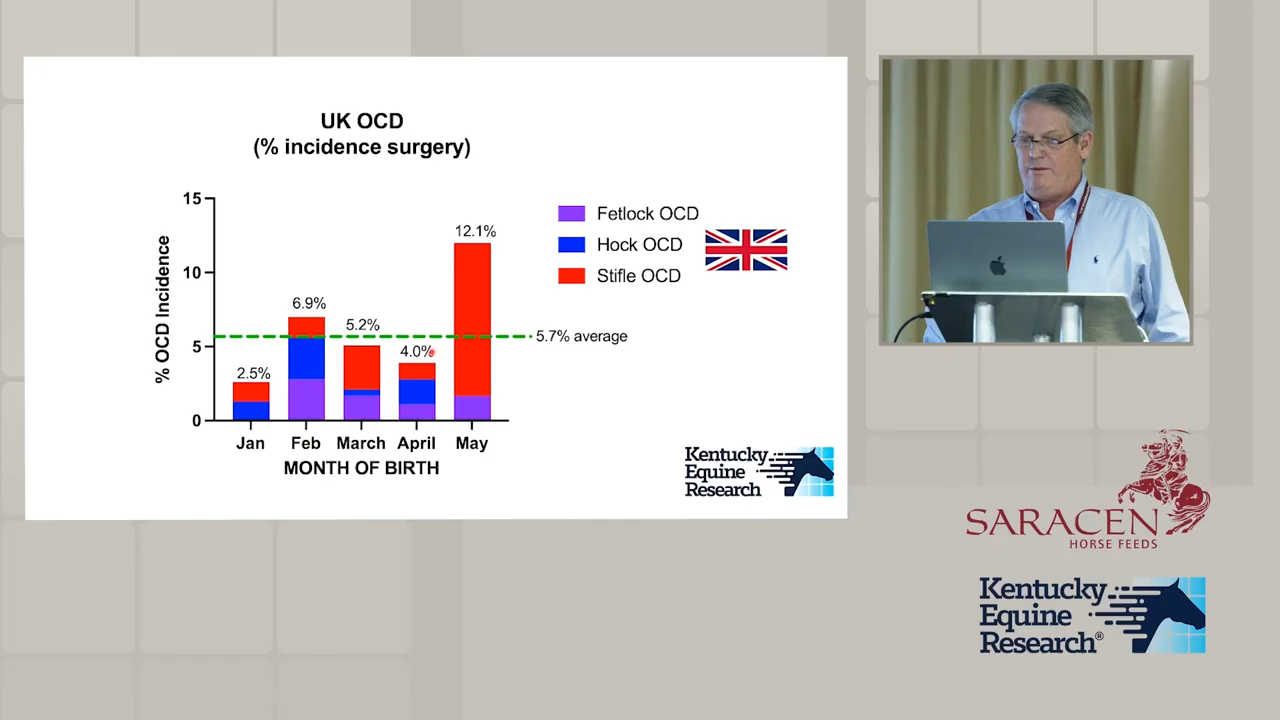 UK OCD
(% incidence surgery)
15
10
5
0
% OCD Incidence
2.5%
6.9%
5.2%
4.0%
12.1%
5.7% average
Jan
Feb
March
April
May
MONTH OF BIRTH
Fetlock OCD
Hock OCD
Stifle OCD
Kentucky
Equine
Research
SARACEN
HORSE FEEDS
Kentucky
Equine
Research®